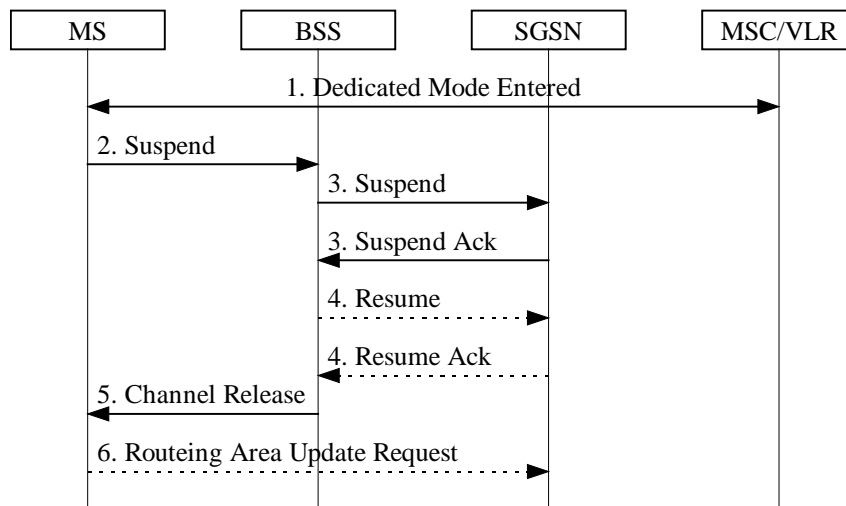 MS BSS SGSN MSC/VLR
1. Dedicated Mode Entered
2. Suspend
3. Suspend
3. Suspend Ack
4. Resume
4. Resume Ack
5. Channel Release
6. Routeing Area Update Request